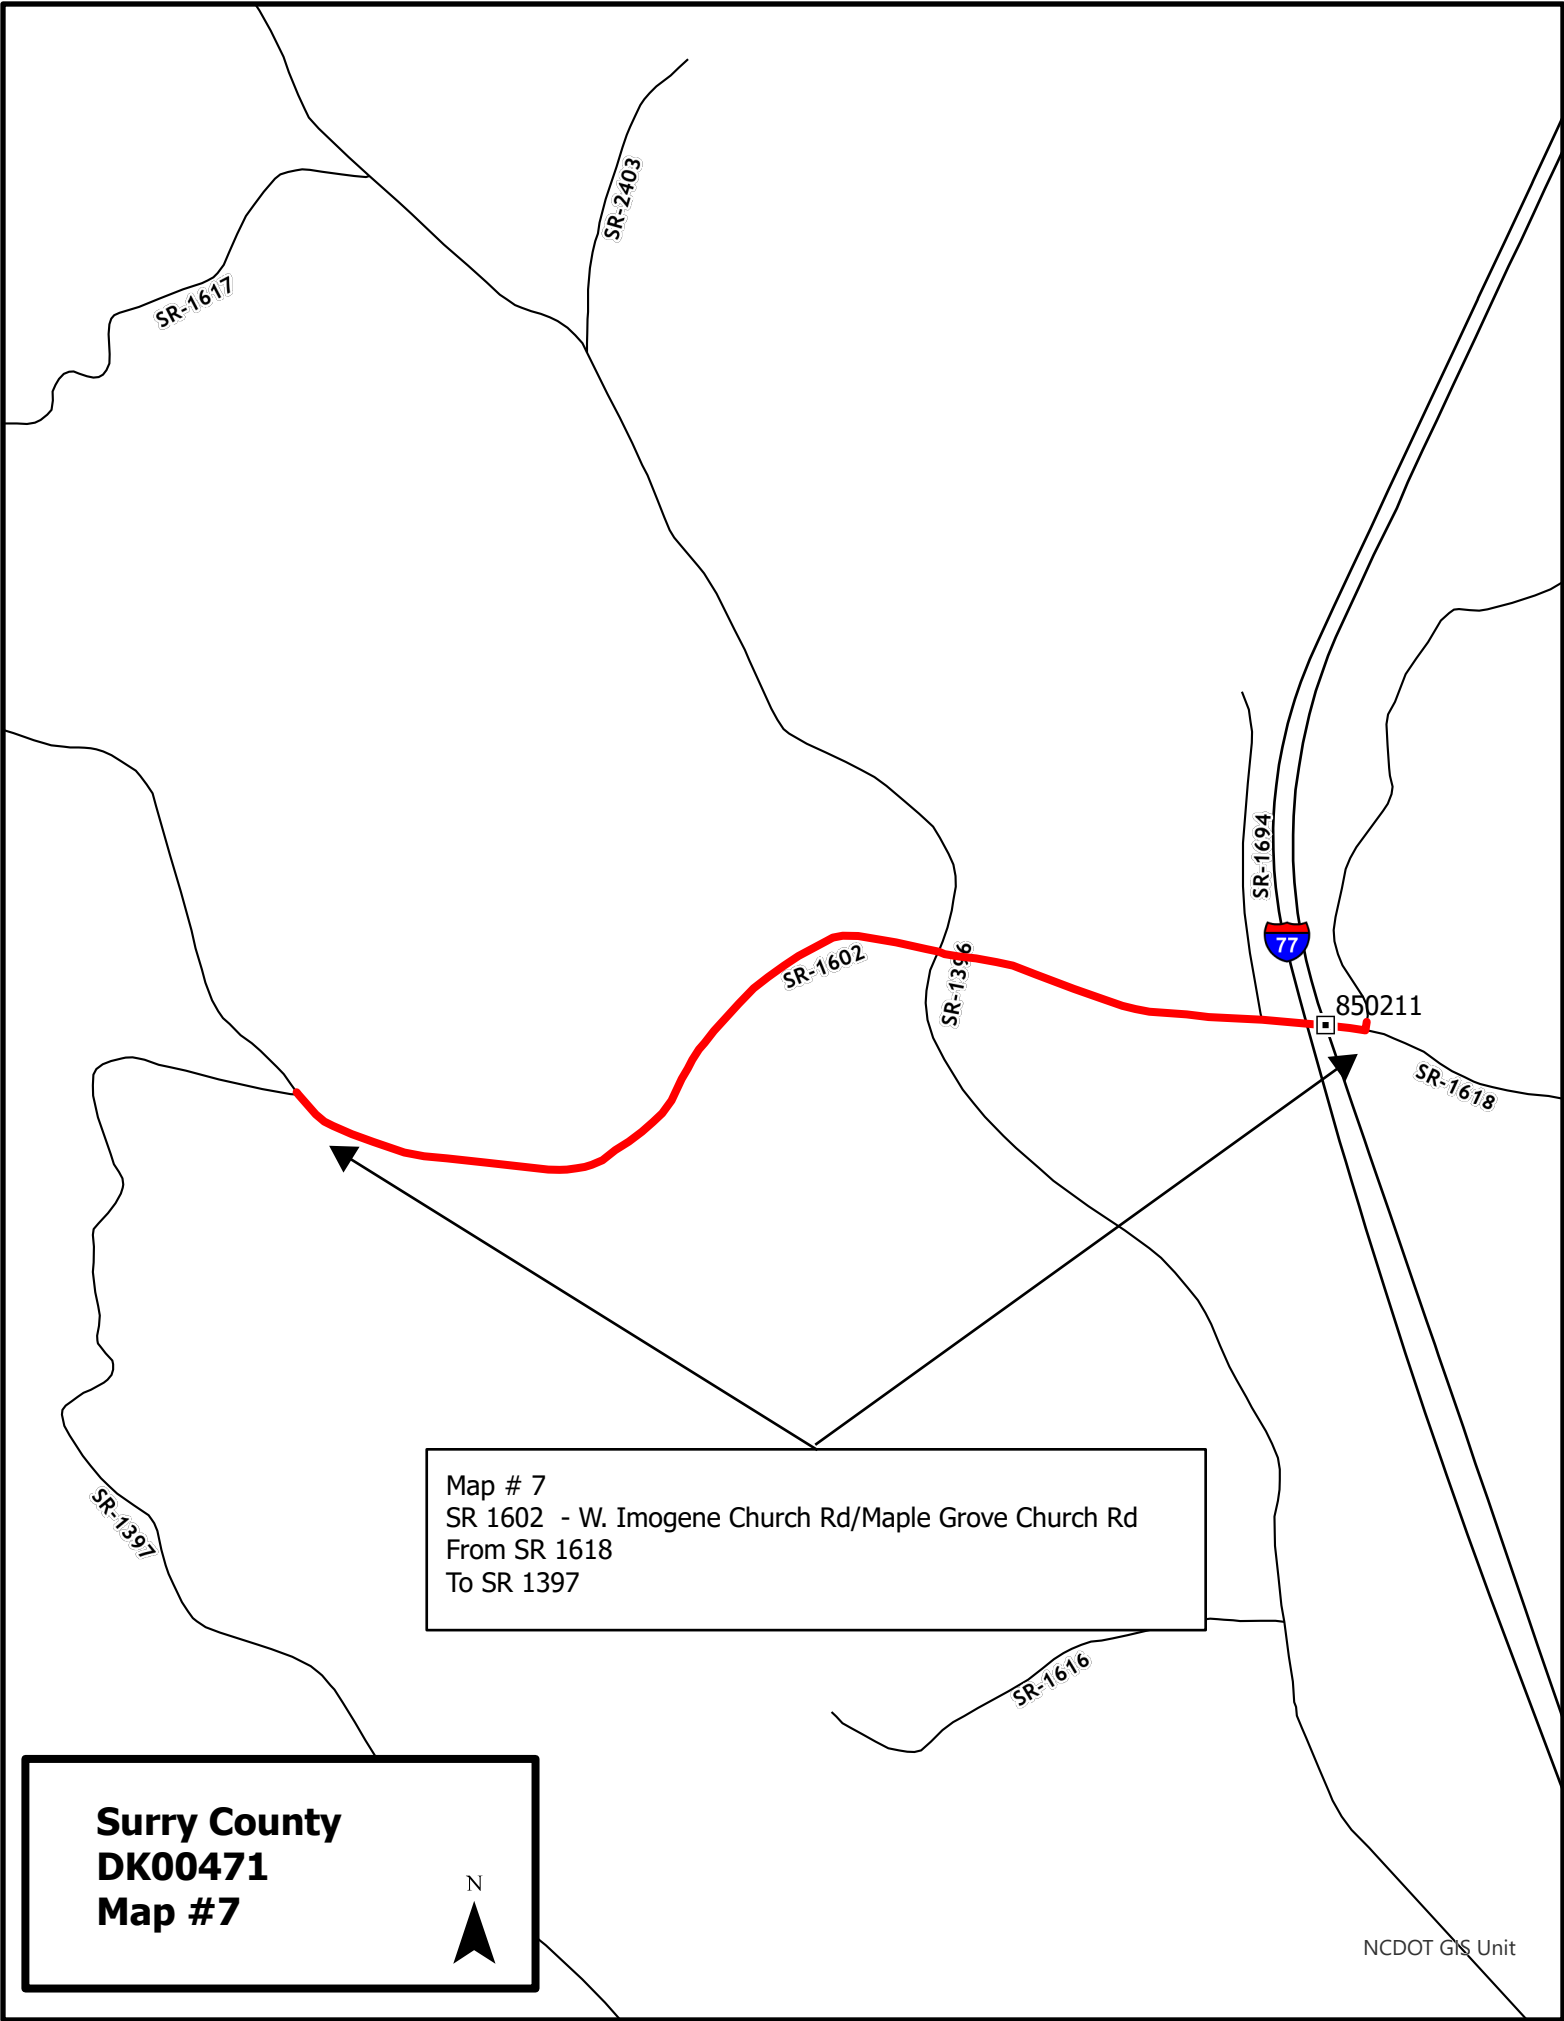 SR-2403
SR-1617
SR-1694
77
SR-1602
SR-1396
850211
SR-1618
Map # 7
SR 1602 - W. Imogene Church Rd/Maple Grove Church Rd
From SR 1618
To SR 1397
SR-1397
SR-1616
Surry County
DK00471
Map #7
N
NCDOT GIS Unit